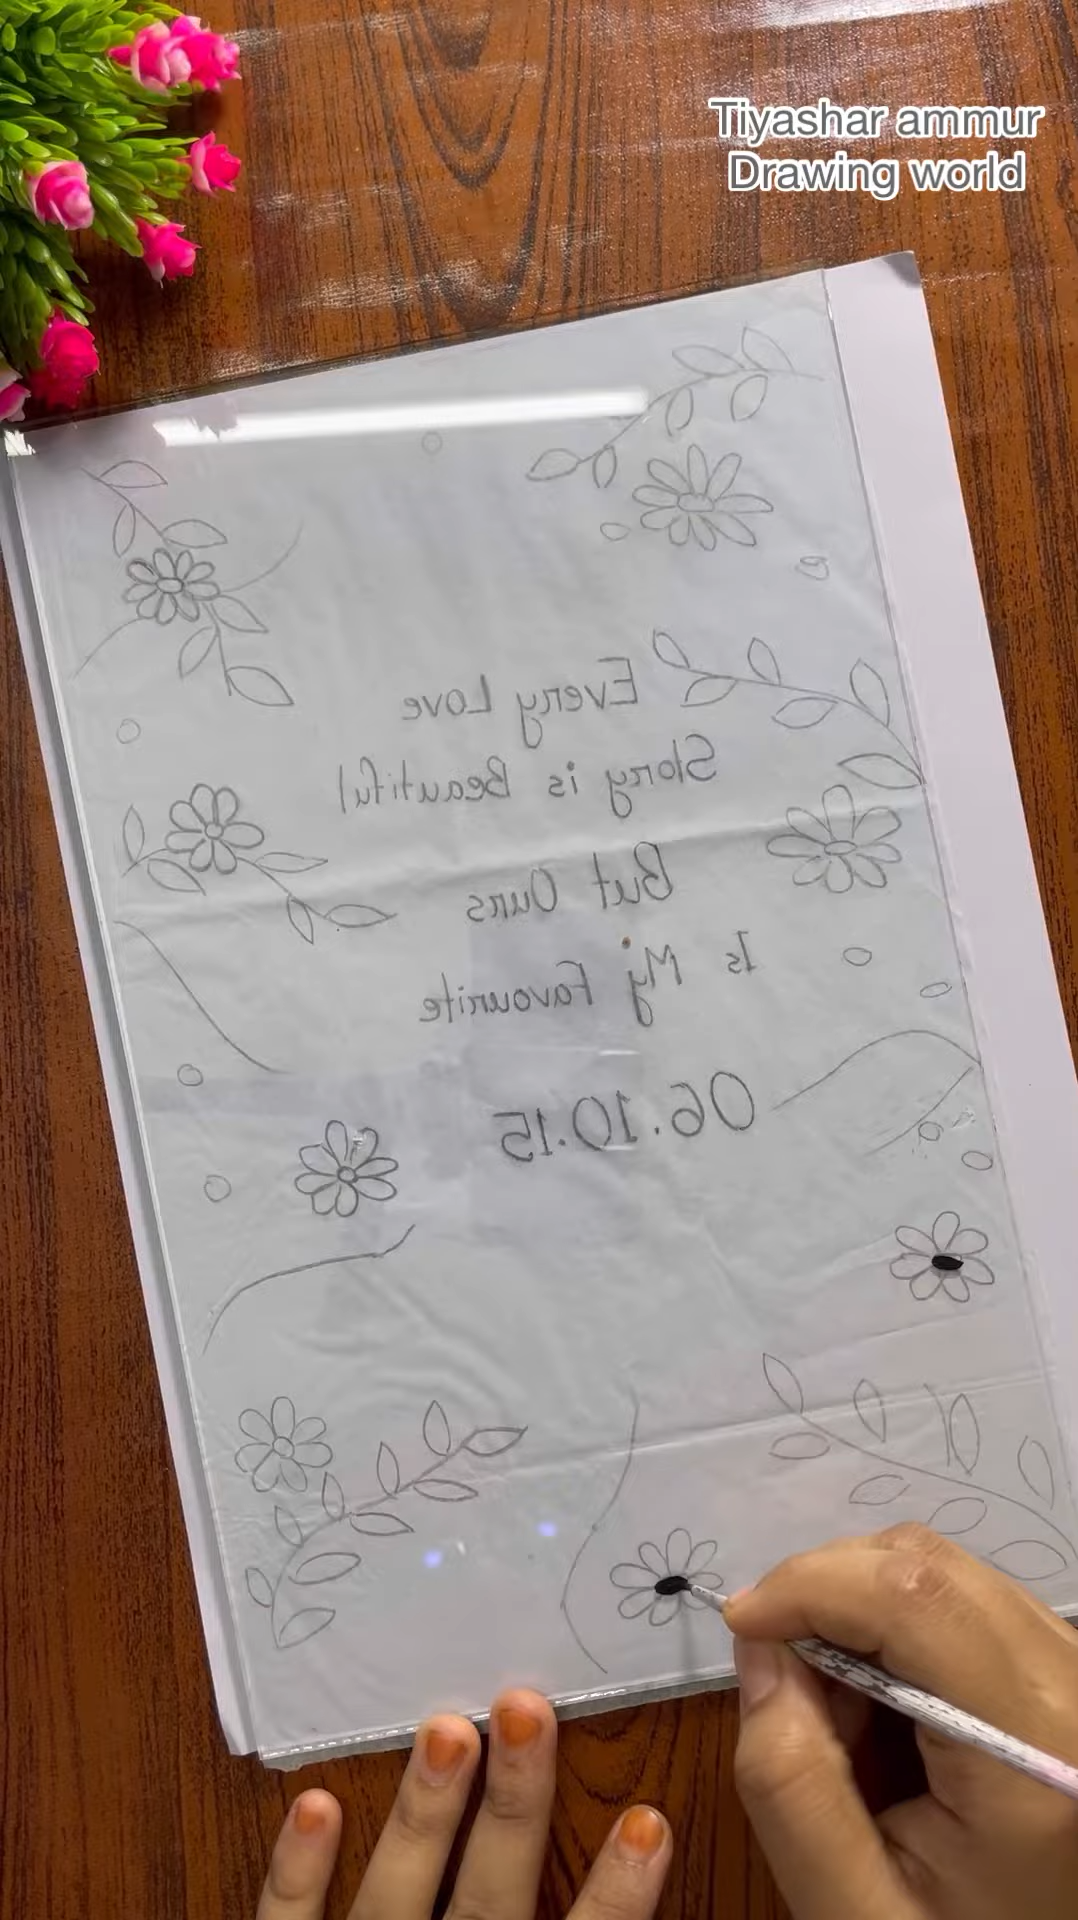 Tiyashar ammur
Drawing world
Every Love
Story is Beautiful
But Ours
Is My Favourite
06.10.15